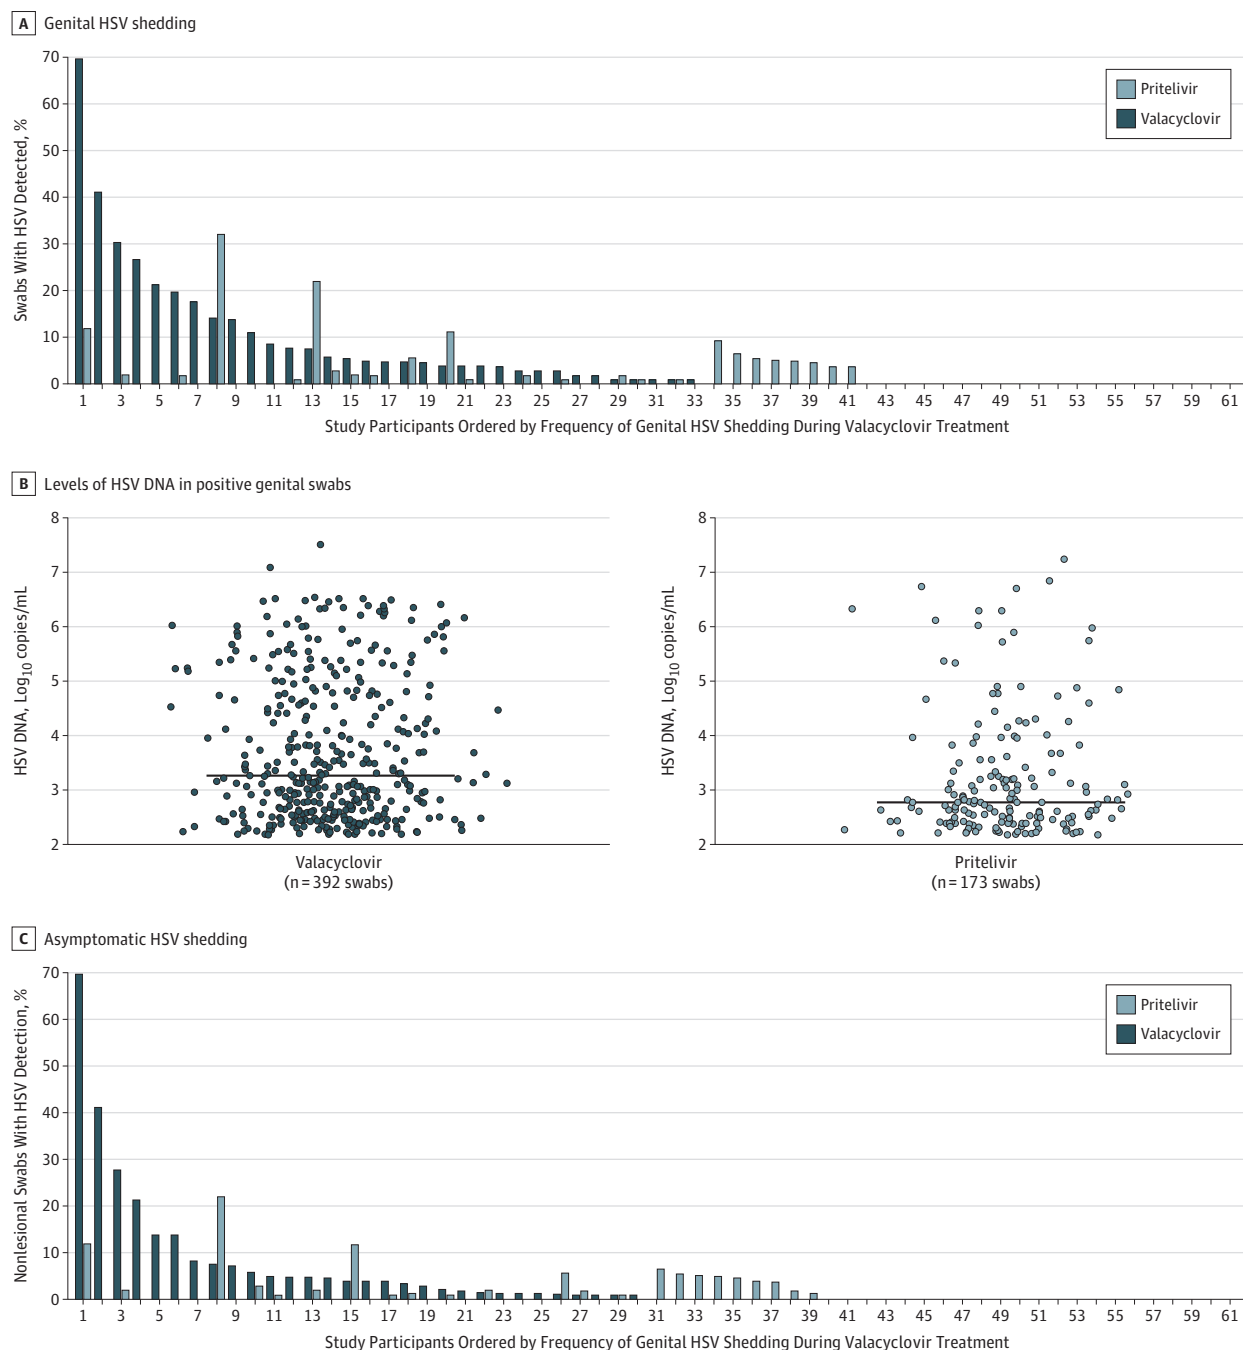 A Genital HSV shedding
70
60
50
40
30
20
10
0
Swabs With HSV Detected, %
Pritelivir
Valacyclovir
1 3 5 7 9 11 13 15 17 19 21 23 25 27 29 31 33 35 37 39 41 43 45 47 49 51 53 55 57 59 61
Study Participants Ordered by Frequency of Genital HSV Shedding During Valacyclovir Treatment
B Levels of HSV DNA in positive genital swabs
8
7
6
5
4
3
2
HSV DNA, Log10 copies/mL
Valacyclovir
(n = 392 swabs)
8
7
6
5
4
3
2
HSV DNA, Log10 copies/mL
Pritelivir
(n = 173 swabs)
C Asymptomatic HSV shedding
70
60
50
40
30
20
10
0
Nonlesional Swabs With HSV Detection, %
Pritelivir
Valacyclovir
1 3 5 7 9 11 13 15 17 19 21 23 25 27 29 31 33 35 37 39 41 43 45 47 49 51 53 55 57 59 61
Study Participants Ordered by Frequency of Genital HSV Shedding During Valacyclovir Treatment